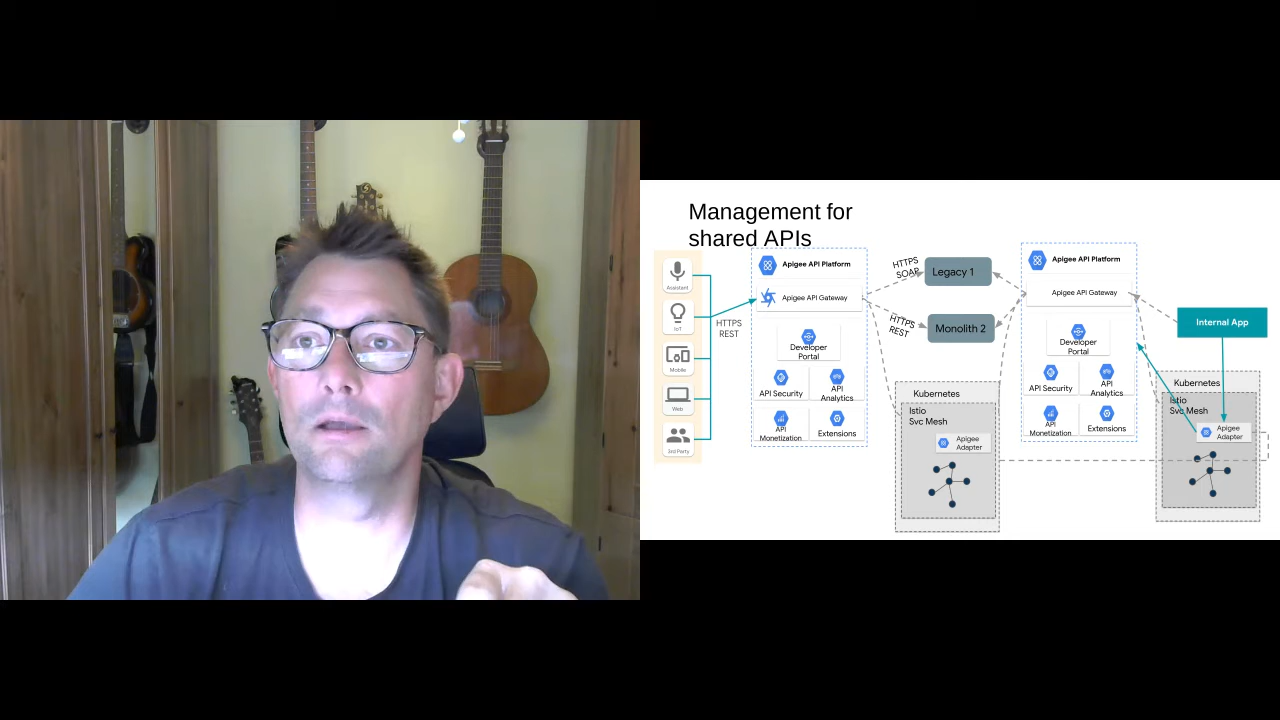 Management for
shared APIs
Assistant
IoT
Mobile
Web
3rd Party
HTTPS
REST
Apigee API Platform
Apigee API Gateway
Developer
Portal
API Security
API
Analytics
API
Monetization
Extensions
HTTPS
SOAP
HTTPS
REST
Legacy 1
Monolith 2
Kubernetes
Istio
Svc Mesh
Apigee
Adapter
Apigee API Platform
Apigee API Gateway
Developer
Portal
API Security
API
Analytics
API
Monetization
Extensions
Internal App
Kubernetes
Istio
Svc Mesh
Apigee
Adapter